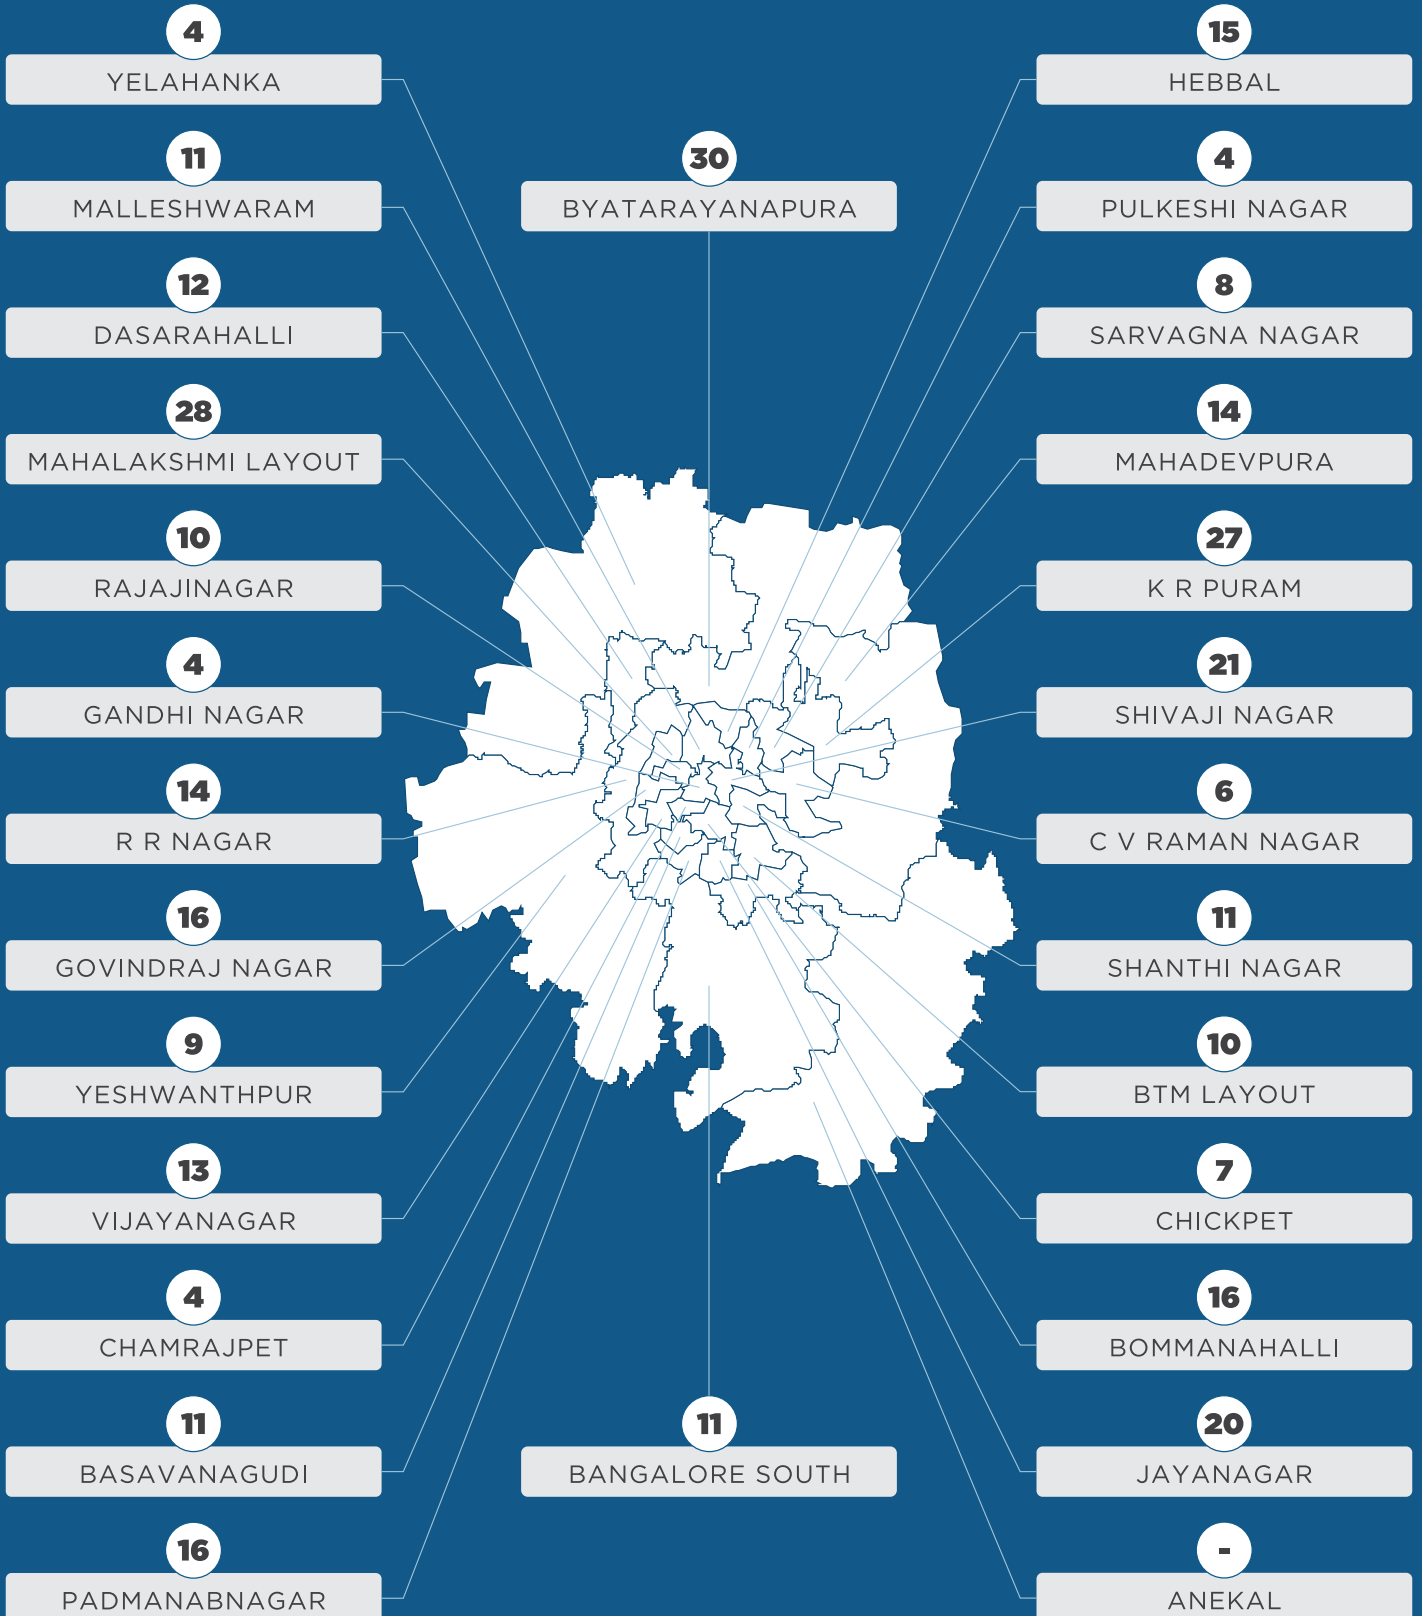 4
YELAHANKA
11
MALLESHWARAM
12
DASARAHALLI
28
MAHALAKSHMI LAYOUT
10
RAJAJINAGAR
4
GANDHI NAGAR
14
R R NAGAR
16
GOVINDRAJ NAGAR
9
YESHWANTHPUR
13
VIJAYANAGAR
4
CHAMRAJPET
11
BASAVANAGUDI
16
PADMANABNAGAR
30
BYATARAYANAPURA
11
BANGALORE SOUTH
15
HEBBAL
4
PULKESHI NAGAR
8
SARVAGNA NAGAR
14
MAHADEVPURA
27
K R PURAM
21
SHIVAJI NAGAR
6
C V RAMAN NAGAR
11
SHANTHI NAGAR
10
BTM LAYOUT
7
CHICKPET
16
BOMMANAHALLI
20
JAYANAGAR
-
ANEKAL